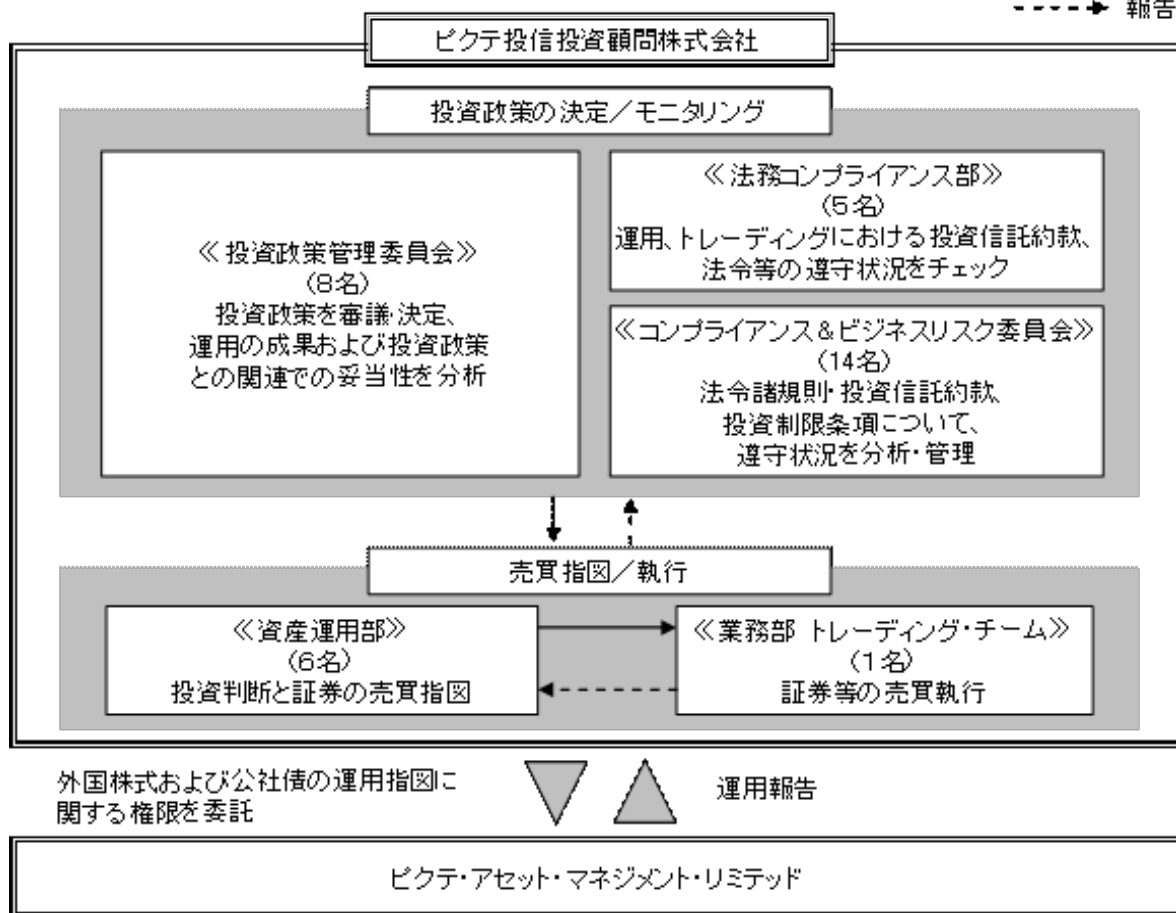 報告
ピクテ投信投資顧問株式会社
投資政策の決定／モニタリング
≪投資政策管理委員会≫
(8名)
投資政策を審議・決定、
運用の成果および投資政策
との関連での妥当性を分析
≪法務コンプライアンス部≫
(5名)
運用、トレーディングにおける投資信託約款、
法令等の遵守状況をチェック
≪コンプライアンス＆ビジネスリスク委員会≫
(14名)
法令諸規則・投資信託約款、
投資制限条項について、
遵守状況を分析・管理
売買指図／執行
≪資産運用部≫
(6名)
投資判断と証券の売買指図
≪業務部 トレーディング・チーム≫
(１名)
証券等の売買執行
外国株式および公社債の運用指図に
関する権限を委託
運用報告
ピクテ・アセット・マネジメント・リミテッド